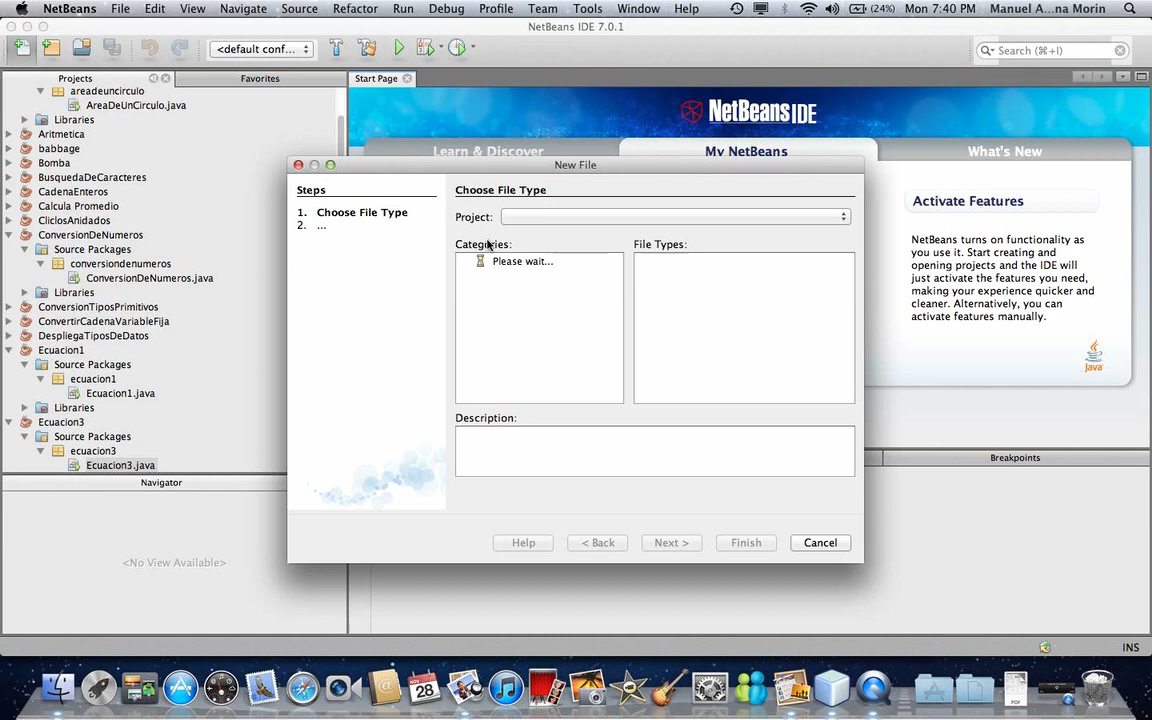 NetBeans File Edit View Navigate Source Refactor Run Debug Profile Team Tools Window Help (24%) Mon 7:40 PM Manuel A...na Morin
NetBeans IDE 7.0.1
<default conf... Search (⌘+I)
Projects Favorites Start Page
areadeuncirculo
AreaDeUnCirculo.java
Libraries
Aritmetica
babbage
Bomba
BusquedaDeCaracteres
CadenaEnteros
Calcula Promedio
CliclosAnidados
ConversionDeNumeros
Source Packages
conversiondenumeros
ConversionDeNumeros.java
Libraries
ConversionTiposPrimitivos
ConvertirCadenaVariableFija
DespliegaTiposDeDatos
Ecuacion1
Source Packages
ecuacion1
Ecuacion1.java
Libraries
Ecuacion3
Source Packages
ecuacion3
Ecuacion3.java
Navigator
<No View Available>
NetBeans IDE
Learn & Discover My NetBeans What's New
Activate Features
NetBeans turns on functionality as
you use it. Start creating and
opening projects and the IDE will
just activate the features you need,
making your experience quicker and
cleaner. Alternatively, you can
activate features manually.
Java
Breakpoints
New File
Steps
1. Choose File Type
2. ...
Choose File Type
Project:
Categories: File Types:
Please wait...
Description:
Help < Back Next > Finish Cancel
INS
NOV
28
PDF